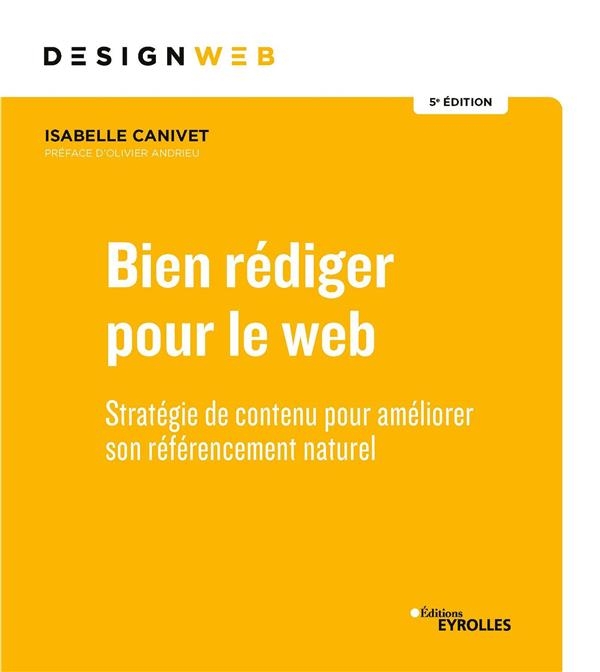 DESIGNWEB
5e ÉDITION
ISABELLE CANIVET
PRÉFACE D'OLIVIER ANDRIEU
Bien rédiger
pour le web
Stratégie de contenu pour améliorer
son référencement naturel
Éditions
EYROLLES